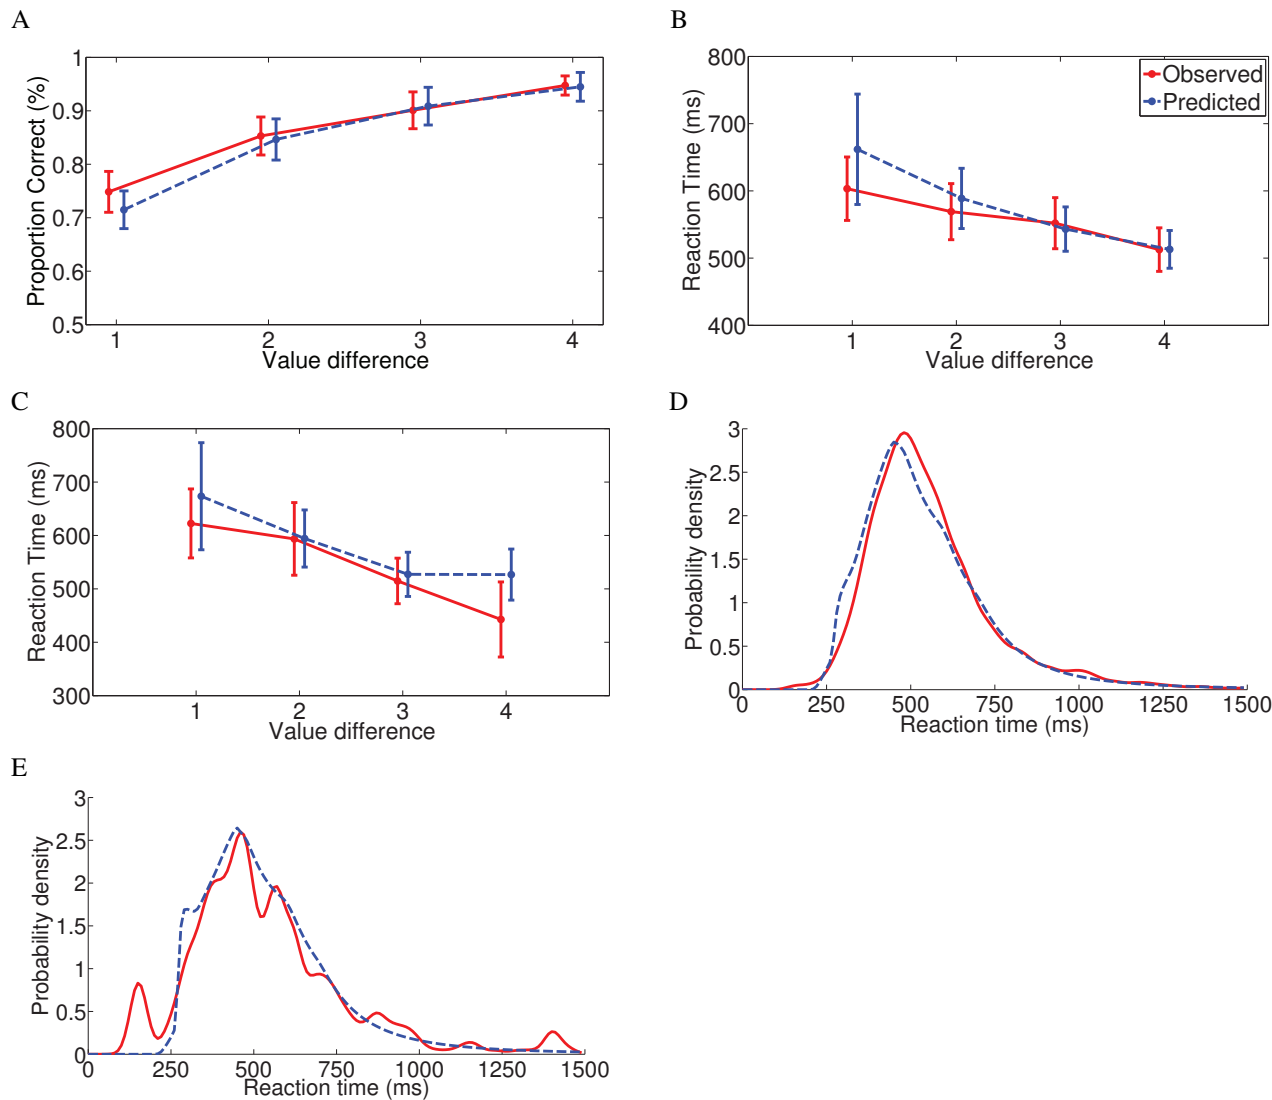 A
Proportion Correct (%)
1
0.9
0.8
0.7
0.6
0.5
1 2 3 4
Value difference
B
Reaction Time (ms)
800
700
600
500
400
1 2 3 4
Value difference
Observed
Predicted
C
Reaction Time (ms)
800
700
600
500
400
300
1 2 3 4
Value difference
D
Probability density
3
2.5
2
1.5
1
0.5
0
0 250 500 750 1000 1250 1500
Reaction time (ms)
E
Probability density
3
2.5
2
1.5
1
0.5
0
0 250 500 750 1000 1250 1500
Reaction time (ms)